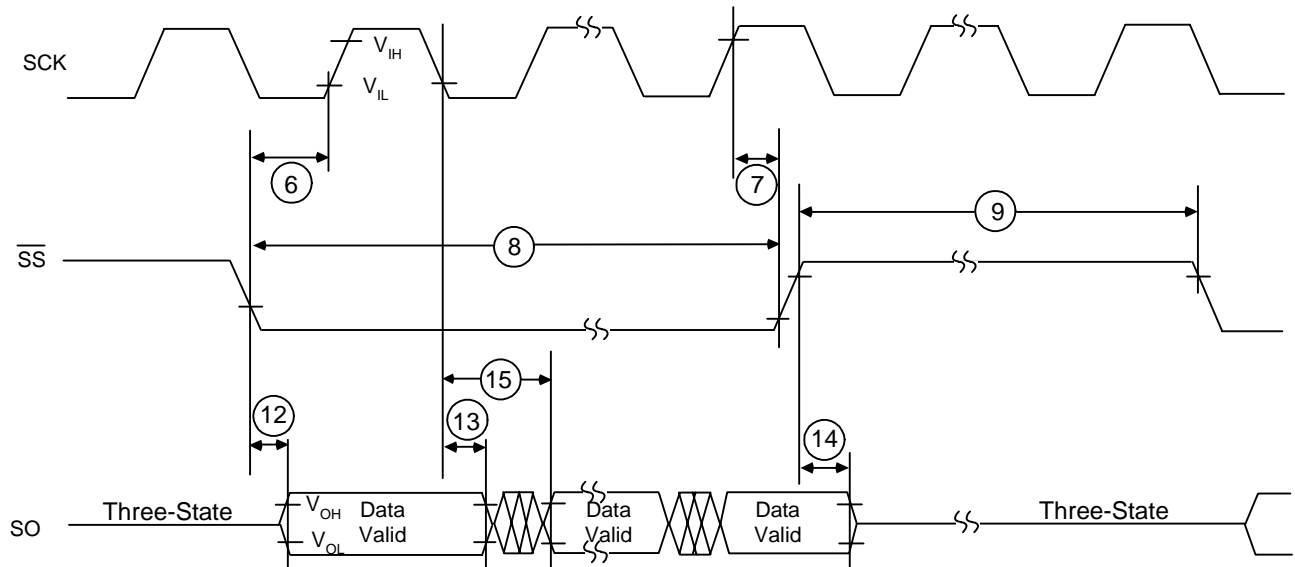 SCK
V_IH
V_IL
6
7
9
SS
8
15
12
13
14
SO
Three-State
V_OH
V_OL
Data
Valid
Data
Valid
Data
Valid
Three-State